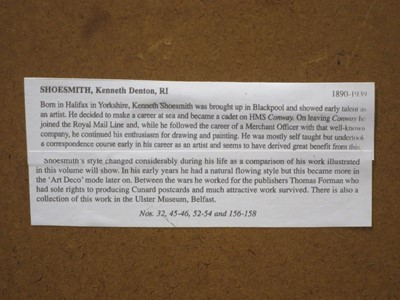 SHOESMITH, Kenneth Denton, RI 1890-1939
Born in Halifax in Yorkshire, Kenneth Shoesmith was brought up in Blackpool and showed early talent as
an artist. He decided to make a career at sea and became a cadet on HMS Conway. On leaving Conway he
joined the Royal Mail Line and, while he followed the career of a Merchant Officer with that well-known
company, he continued his enthusiasm for drawing and painting. He was mostly self taught but undertook
a correspondence course early in his career as an artist and seems to have derived great benefit from this.
Shoesmith's style changed considerably during his life as a comparison of his work illustrated
in this volume will show. In his early years he had a natural flowing style but this became more in
the 'Art Deco' mode later on. Between the wars he worked for the publishers Thomas Forman who
had sole rights to producing Cunard postcards and much attractive work survived. There is also a
collection of this work in the Ulster Museum, Belfast.
Nos. 32, 45-46, 52-54 and 156-158